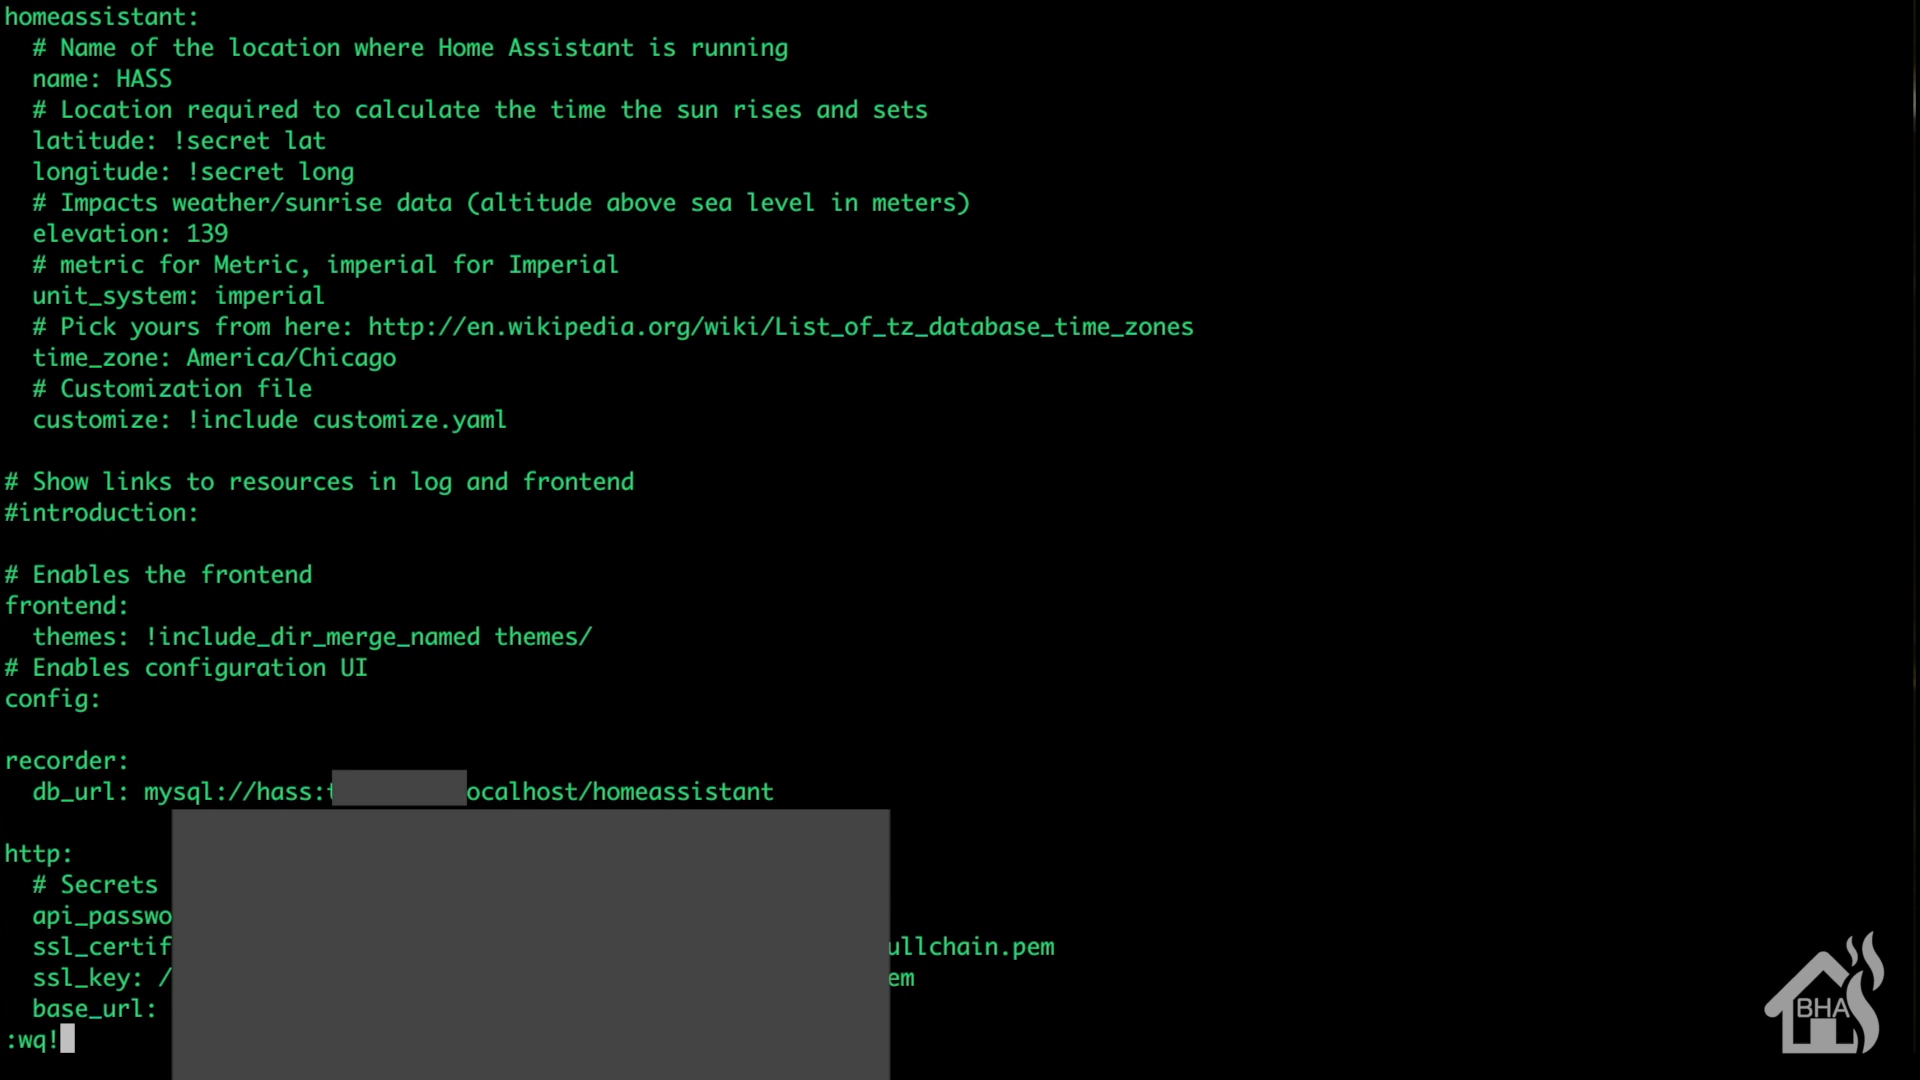 homeassistant:
  # Name of the location where Home Assistant is running
  name: HASS
  # Location required to calculate the time the sun rises and sets
  latitude: !secret lat
  longitude: !secret long
  # Impacts weather/sunrise data (altitude above sea level in meters)
  elevation: 139
  # metric for Metric, imperial for Imperial
  unit_system: imperial
  # Pick yours from here: http://en.wikipedia.org/wiki/List_of_tz_database_time_zones
  time_zone: America/Chicago
  # Customization file
  customize: !include customize.yaml

# Show links to resources in log and frontend
#introduction:

# Enables the frontend
frontend:
  themes: !include_dir_merge_named themes/
# Enables configuration UI
config:

recorder:
  db_url: mysql://hass: ocalhost/homeassistant

http:
  # Secrets
  api_passwo
  ssl_certif ullchain.pem
  ssl_key: / em
  base_url:
:wq!
BHA